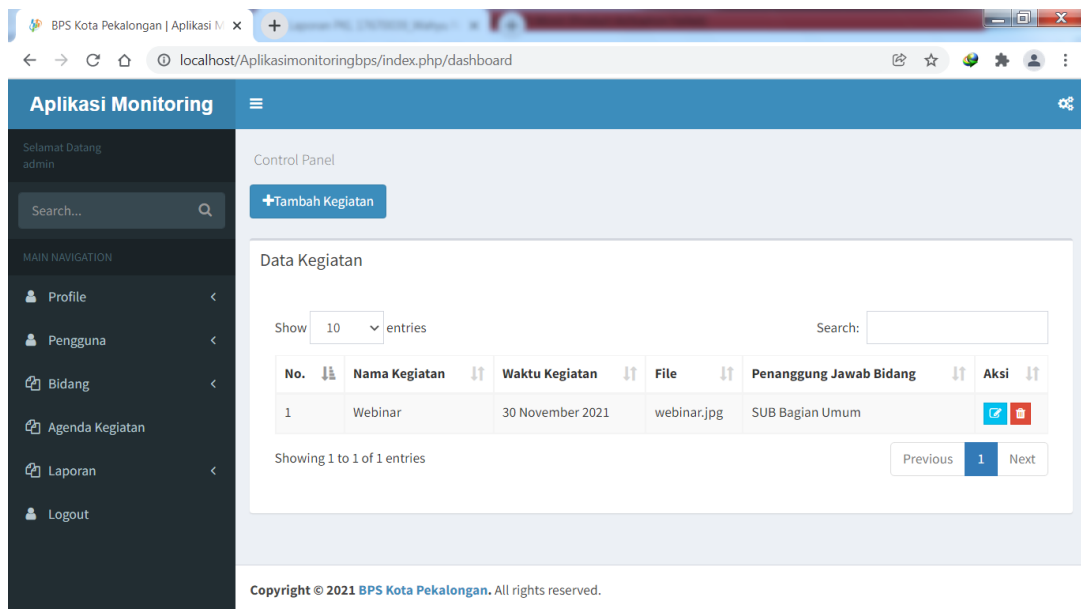 BPS Kota Pekalongan | Aplikasi M
localhost/Aplikasimonitoringbps/index.php/dashboard
Aplikasi Monitoring
Selamat Datang
admin
Search...
MAIN NAVIGATION
Profile
Pengguna
Bidang
Agenda Kegiatan
Laporan
Logout
Control Panel
+Tambah Kegiatan
Data Kegiatan
Show 10 entries
Search:
No. Nama Kegiatan Waktu Kegiatan File Penanggung Jawab Bidang Aksi
1 Webinar 30 November 2021 webinar.jpg SUB Bagian Umum
Showing 1 to 1 of 1 entries
Previous 1 Next
Copyright © 2021 BPS Kota Pekalongan. All rights reserved.